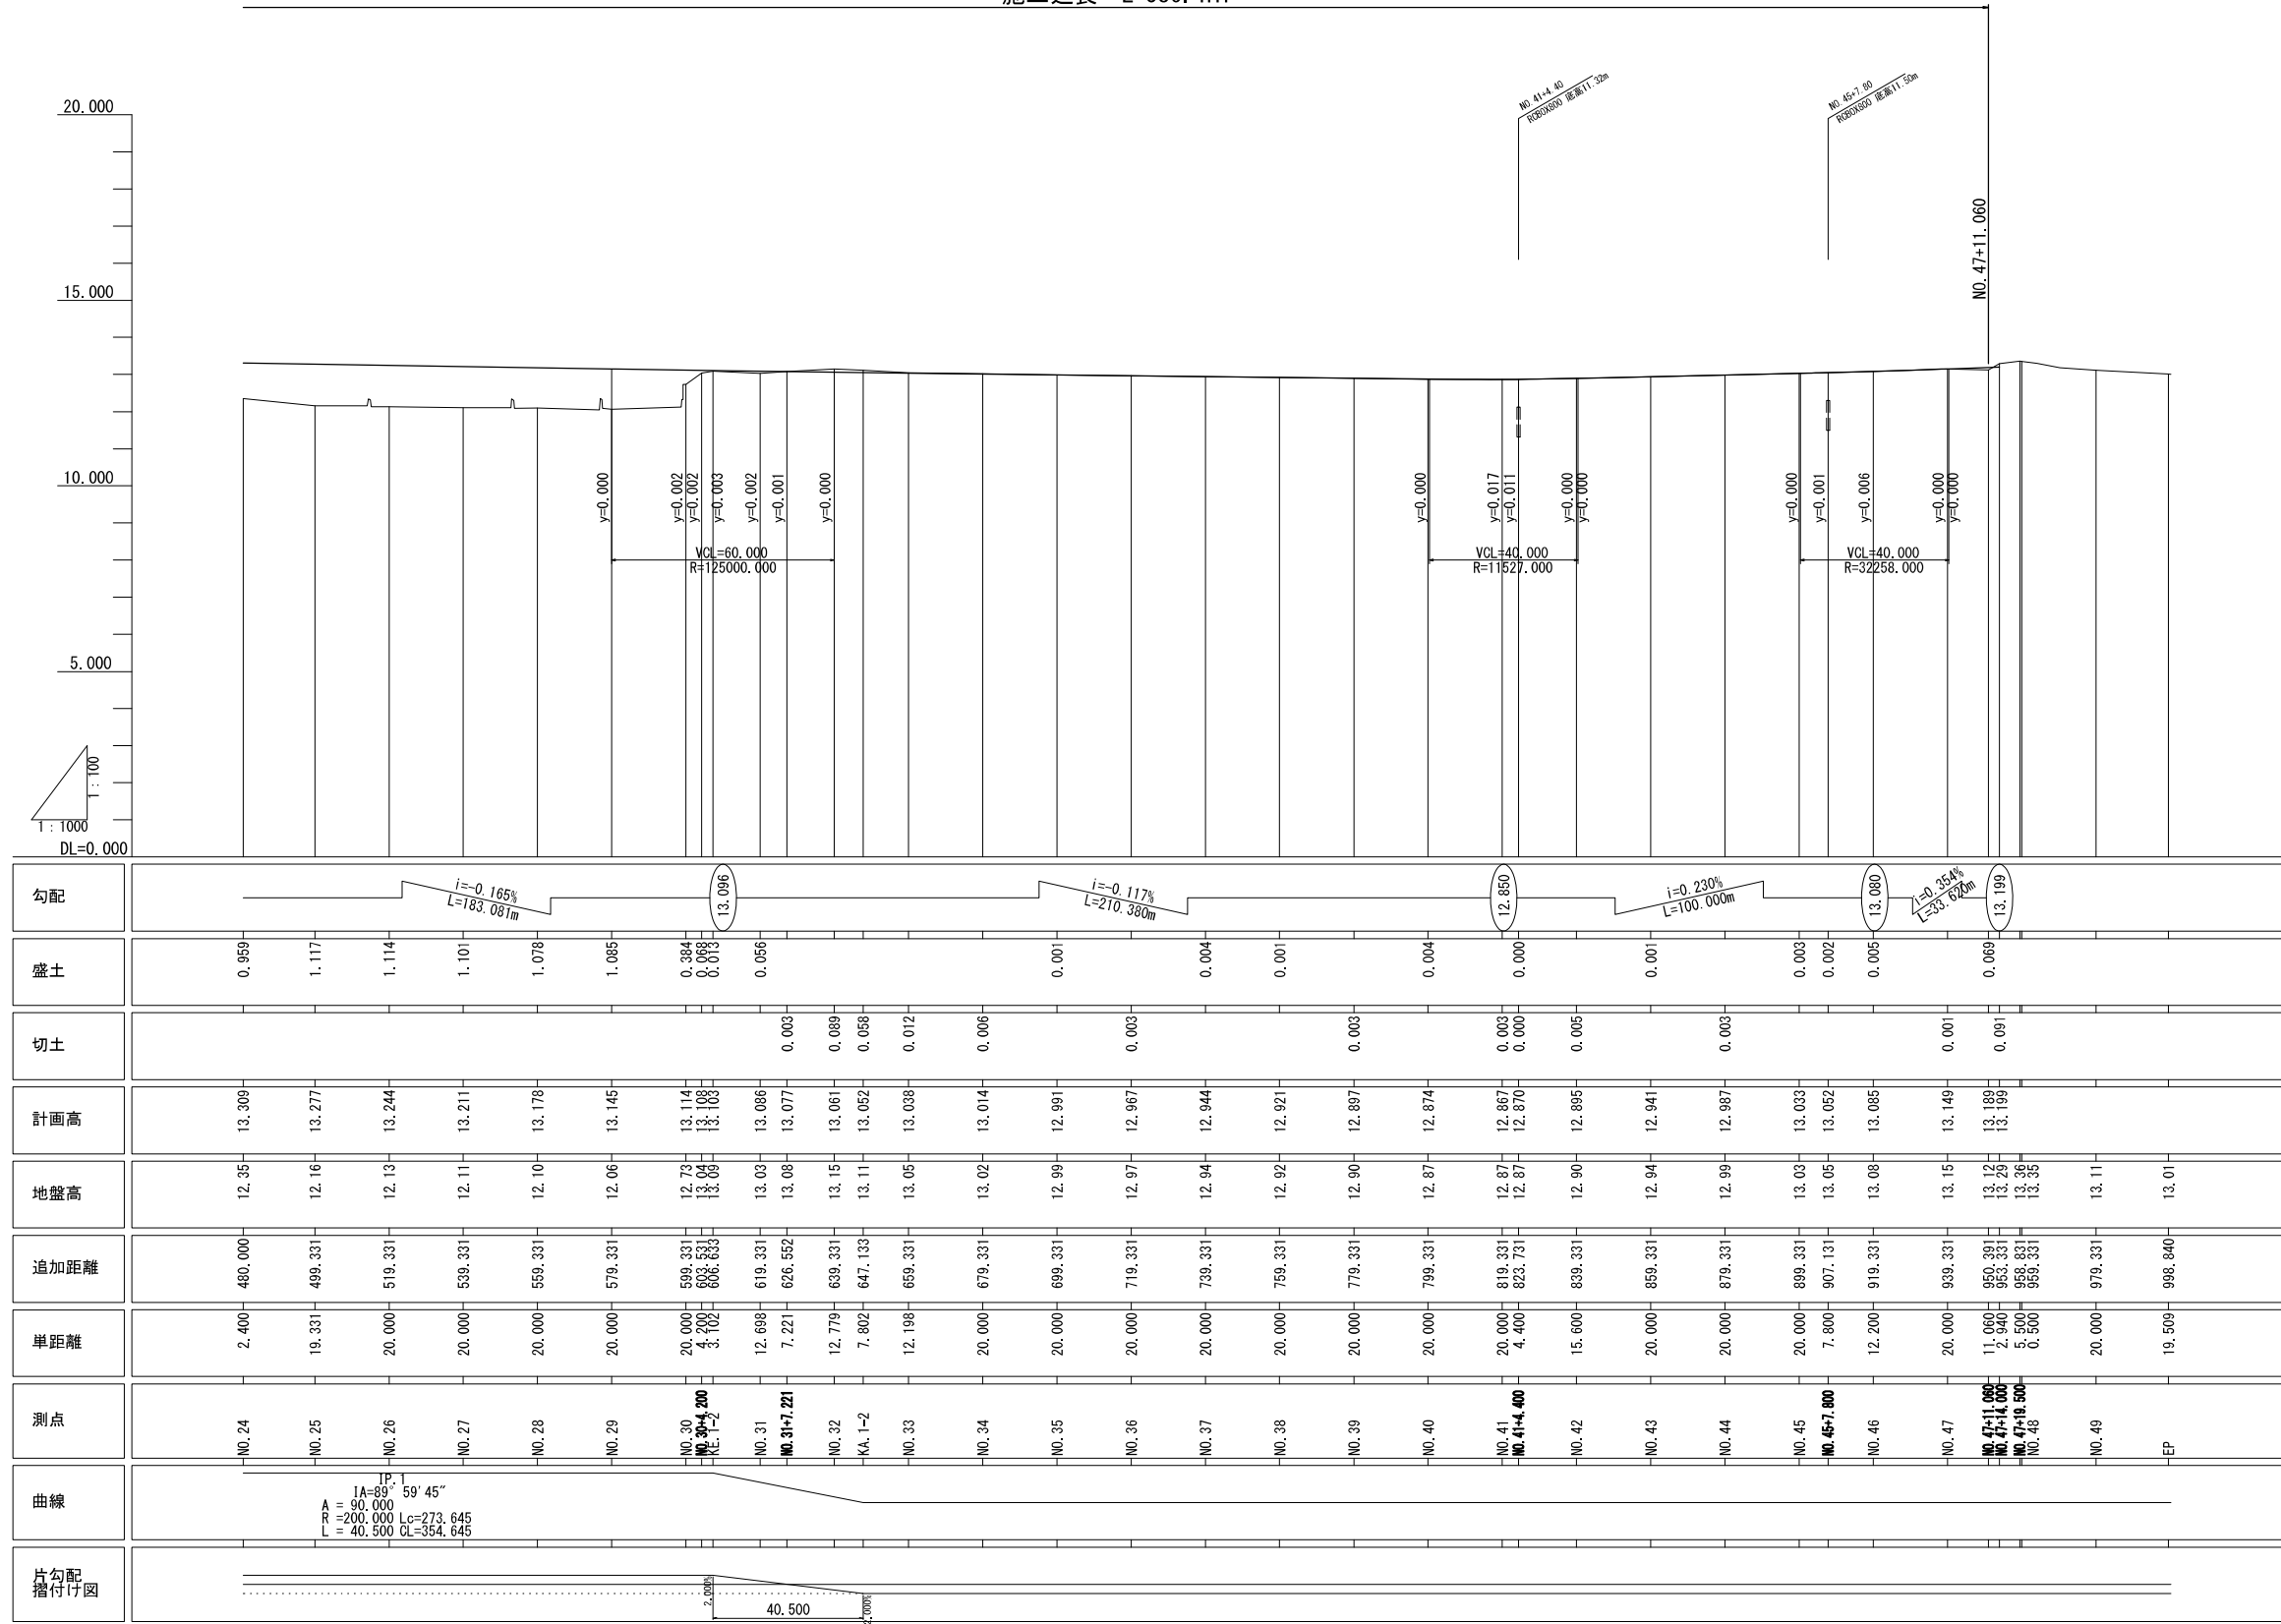 NO.41+4.40
RCBOX800 底高11.32m
NO.45+7.80
RCBOX800 底高11.50m
NO.47+11.060
20.000
15.000
10.000
5.000
DL=0.000
1 : 100
1 : 1000
y=0.000 y=0.002 y=0.002 y=0.003 y=0.002 y=0.001 y=0.000 y=0.000 y=0.017 y=0.011 y=0.000 y=0.000 y=0.000 y=0.001 y=0.006 y=0.000 y=0.000
VCL=60.000
R=125000.000
VCL=40.000
R=11527.000
VCL=40.000
R=32258.000
勾配
i=-0.165%
L=183.081m
13.096
i=-0.117%
L=210.380m
12.850
i=0.230%
L=100.000m
13.080
i=0.354%
L=33.620m
13.199
盛土 0.959 1.117 1.114 1.101 1.078 1.085 0.384 0.068 0.013 0.056 0.001 0.004 0.001 0.004 0.000 0.001 0.003 0.002 0.005 0.069
切土 0.003 0.089 0.058 0.012 0.006 0.003 0.003 0.003 0.000 0.005 0.003 0.001 0.091
計画高 13.309 13.277 13.244 13.211 13.178 13.145 13.114 13.108 13.103 13.086 13.077 13.061 13.052 13.038 13.014 12.991 12.967 12.944 12.921 12.897 12.874 12.867 12.870 12.895 12.941 12.987 13.033 13.052 13.085 13.149 13.189 13.199
地盤高 12.35 12.16 12.13 12.11 12.10 12.06 12.73 13.04 13.09 13.03 13.08 13.15 13.11 13.05 13.02 12.99 12.97 12.94 12.92 12.90 12.87 12.87 12.87 12.90 12.94 12.99 13.03 13.05 13.08 13.15 13.12 13.29 13.36 13.35 13.11 13.01
追加距離 480.000 499.331 519.331 539.331 559.331 579.331 599.331 603.531 606.633 619.331 626.552 639.331 647.133 659.331 679.331 699.331 719.331 739.331 759.331 779.331 799.331 819.331 823.731 839.331 859.331 879.331 899.331 907.131 919.331 939.331 950.391 953.331 958.831 959.331 979.331 998.840
単距離 2.400 19.331 20.000 20.000 20.000 20.000 20.000 4.200 3.102 12.698 7.221 12.779 7.802 12.198 20.000 20.000 20.000 20.000 20.000 20.000 20.000 20.000 4.400 15.600 20.000 20.000 20.000 7.800 12.200 20.000 11.060 2.940 5.500 0.500 20.000 19.509
測点 NO.24 NO.25 NO.26 NO.27 NO.28 NO.29 NO.30 NO.30+4.200 KE.1-2 NO.31 NO.31+7.221 NO.32 KA.1-2 NO.33 NO.34 NO.35 NO.36 NO.37 NO.38 NO.39 NO.40 NO.41 NO.41+4.400 NO.42 NO.43 NO.44 NO.45 NO.45+7.800 NO.46 NO.47 NO.47+11.060 NO.47+14.000 NO.47+19.500 NO.48 NO.49 EP
曲線
IP.1
IA=89° 59′45″
A = 90.000
R =200.000 Lc=273.645
L = 40.500 CL=354.645
片勾配
摺付け図
2.000%
40.500
2.000%